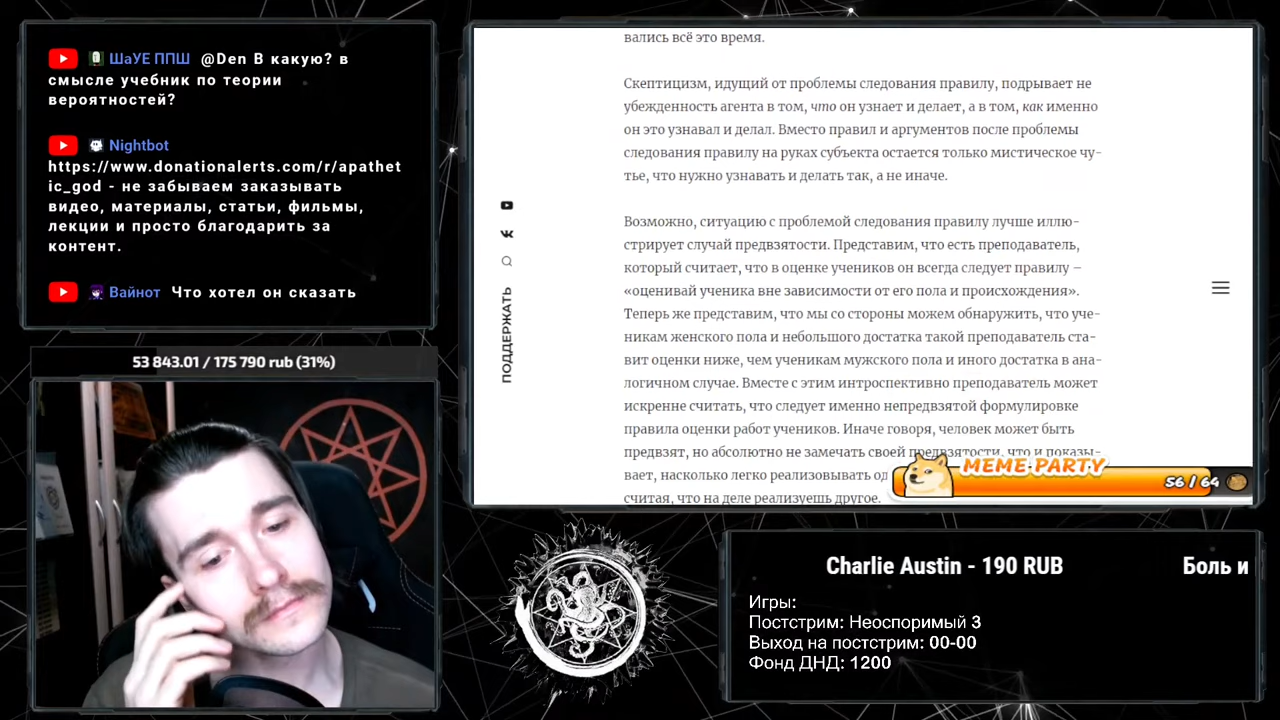 ШаУЕ ППШ @Den В какую? в
смысле учебник по теории
вероятностей?
Nightbot
https://www.donationalerts.com/r/apathet
ic_god - не забываем заказывать
видео, материалы, статьи, фильмы,
лекции и просто благодарить за
контент.
Вайнот Что хотел он сказать
53 843.01 / 175 790 rub (31%)
вались всё это время.
Скептицизм, идущий от проблемы следования правилу, подрывает не
убежденность агента в том, что он узнает и делает, а в том, как именно
он это узнавал и делал. Вместо правил и аргументов после проблемы
следования правилу на руках субъекта остается только мистическое чу-
тье, что нужно узнавать и делать так, а не иначе.
Возможно, ситуацию с проблемой следования правилу лучше иллю-
стрирует случай предвзятости. Представим, что есть преподаватель,
который считает, что в оценке учеников он всегда следует правилу –
«оценивай ученика вне зависимости от его пола и происхождения».
Теперь же представим, что мы со стороны можем обнаружить, что уче-
никам женского пола и небольшого достатка такой преподаватель ста-
вит оценки ниже, чем ученикам мужского пола и иного достатка в ана-
логичном случае. Вместе с этим интроспективно преподаватель может
искренне считать, что следует именно непредвзятой формулировке
правила оценки работ учеников. Иначе говоря, человек может быть
предвзят, но абсолютно не замечать своей предвзятости, что и показы-
вает, насколько легко реализовывать од
считая, что на деле реализуешь другое.
ПОДДЕРЖАТЬ
MEME PARTY
56 / 64
Charlie Austin - 190 RUB
Боль и
Игры:
Постстрим: Неоспоримый 3
Выход на постстрим: 00-00
Фонд ДНД: 1200